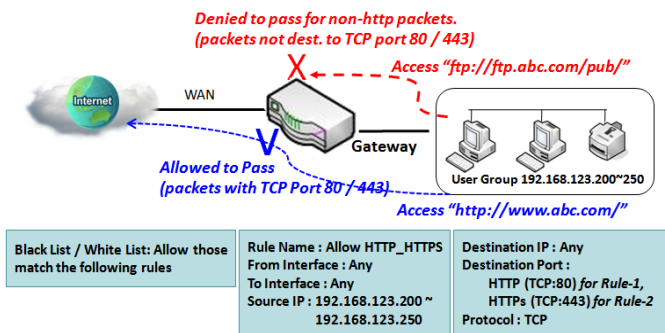 Denied to pass for non-http packets.
(packets not dest. to TCP port 80 / 443)
X
Access "ftp://ftp.abc.com/pub/"
Internet
WAN
V
Gateway
Allowed to Pass
(packets with TCP Port 80 / 443)
User Group 192.168.123.200~250
Access "http://www.abc.com/"
Black List / White List: Allow those
match the following rules
Rule Name : Allow HTTP_HTTPS
From Interface : Any
To Interface : Any
Source IP : 192.168.123.200 ~
192.168.123.250
Destination IP : Any
Destination Port :
HTTP (TCP:80) for Rule-1,
HTTPs (TCP:443) for Rule-2
Protocol : TCP